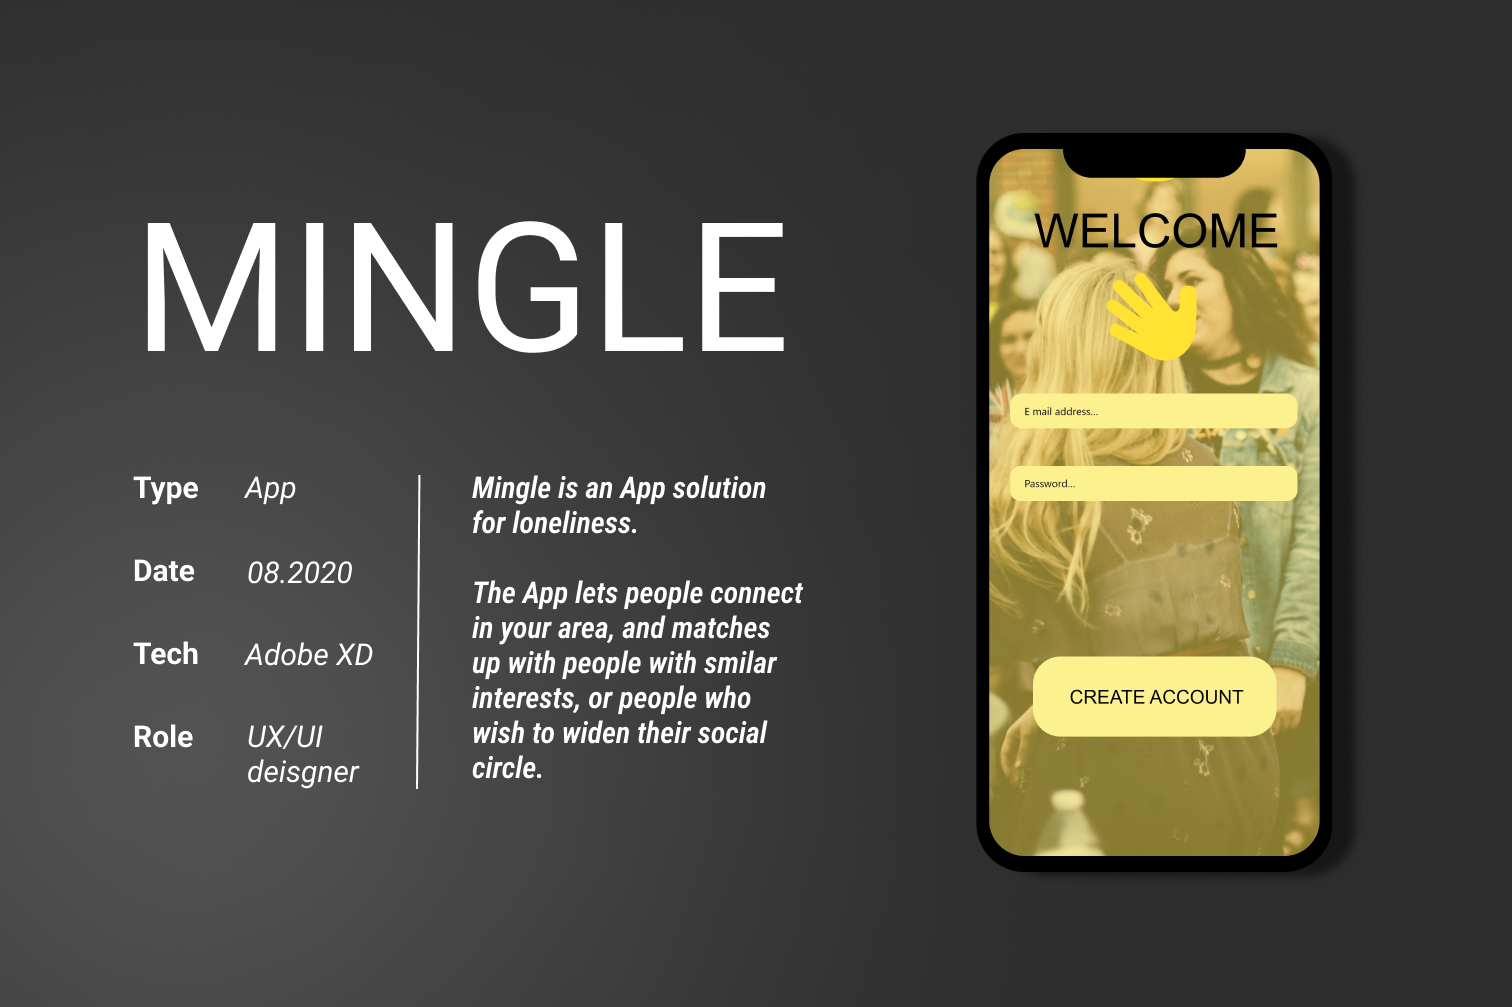 MINGLE
Type App
Date 08.2020
Tech Adobe XD
Role UX/UI
deisgner
Mingle is an App solution
for loneliness.
The App lets people connect
in your area, and matches
up with people with smilar
interests, or people who
wish to widen their social
circle.
WELCOME
E mail address...
Password...
CREATE ACCOUNT